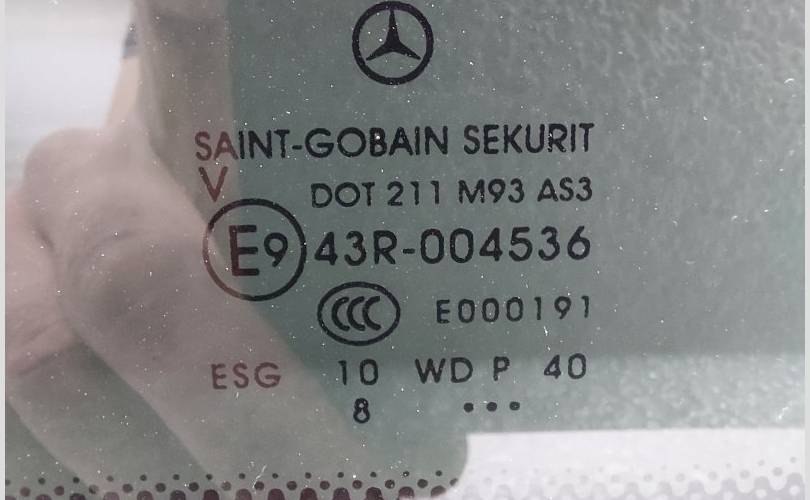 SAINT-GOBAIN SEKURIT
V DOT 211 M93 AS3
E9 43R-004536
CCC E000191
ESG 10 WD P 40
8 •••